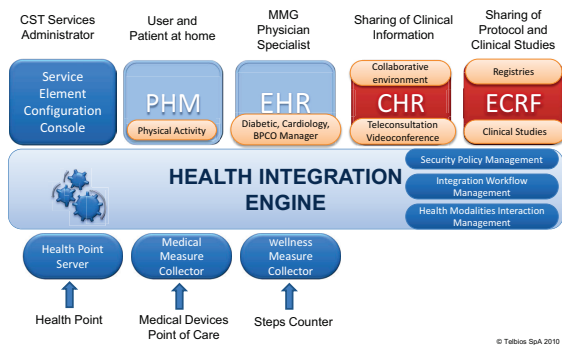 CST Services
Administrator
User and
Patient at home
MMG
Physician
Specialist
Sharing of Clinical
Information
Sharing of
Protocol and
Clinical Studies
Service
Element
Configuration
Console
PHM
Physical Activity
EHR
Diabetic, Cardiology,
BPCO Manager
Collaborative
environment
CHR
Teleconsultation
Videoconference
Registries
ECRF
Clinical Studies
HEALTH INTEGRATION
ENGINE
Security Policy Management
Integration Workflow
Management
Health Modalities Interaction
Management
Health Point
Server
Medical
Measure
Collector
Wellness
Measure
Collector
Health Point
Medical Devices
Point of Care
Steps Counter
© Telbios SpA 2010